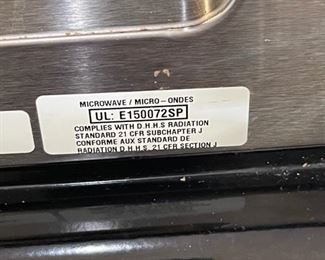 MICROWAVE / MICRO-ONDES
UL: E150072SP
COMPLIES WITH D.H.H.S RADIATION
STANDARD 21 CFR SUBCHAPTER J
CONFORME AUX STANDARD DE
RADIATION D.H.H.S. 21 CFR SECTION J